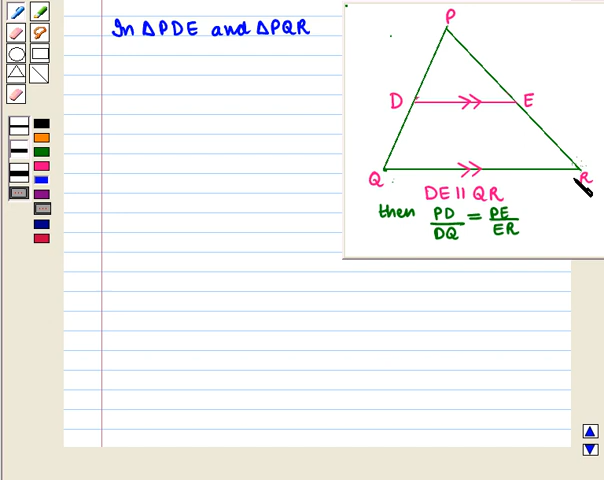 In ΔPDE and ΔPQR
P
D E
Q R
DE || QR
then PD/DQ = PE/ER